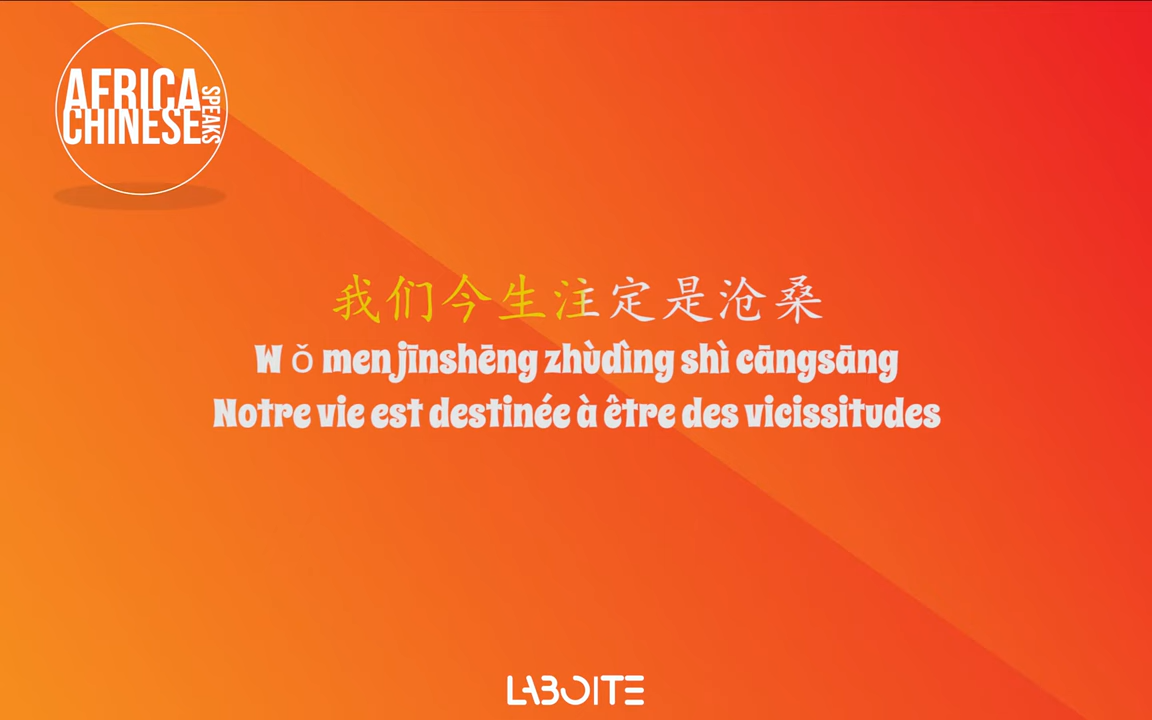 AFRICA
CHINESE
SPEAKS
我们今生注定是沧桑
Wǒ men jīnshēng zhùdìng shì cāngsāng
Notre vie est destinée à être des vicissitudes
LABOITE